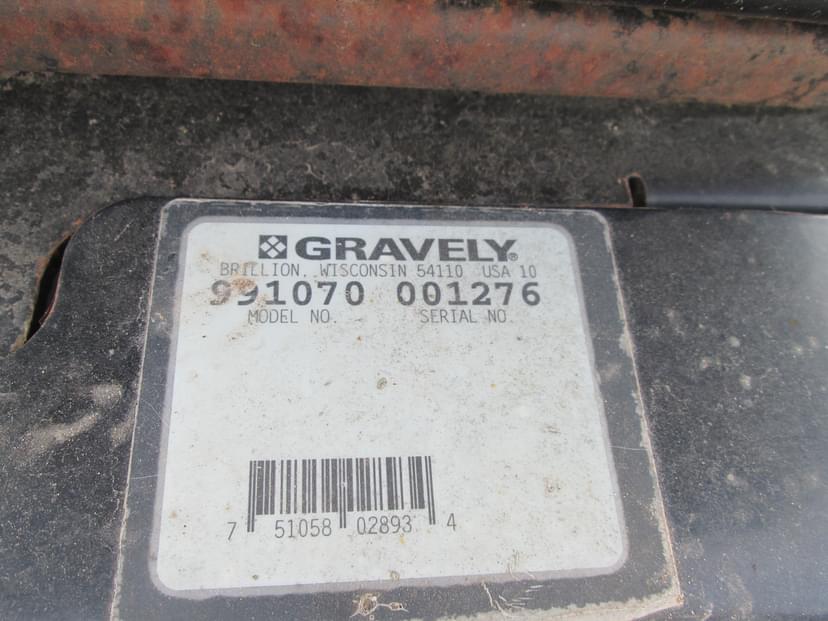 GRAVELY®
BRILLION, WISCONSIN 54110 USA 10
991070 001276
MODEL NO. SERIAL NO
7 51058 02893 4